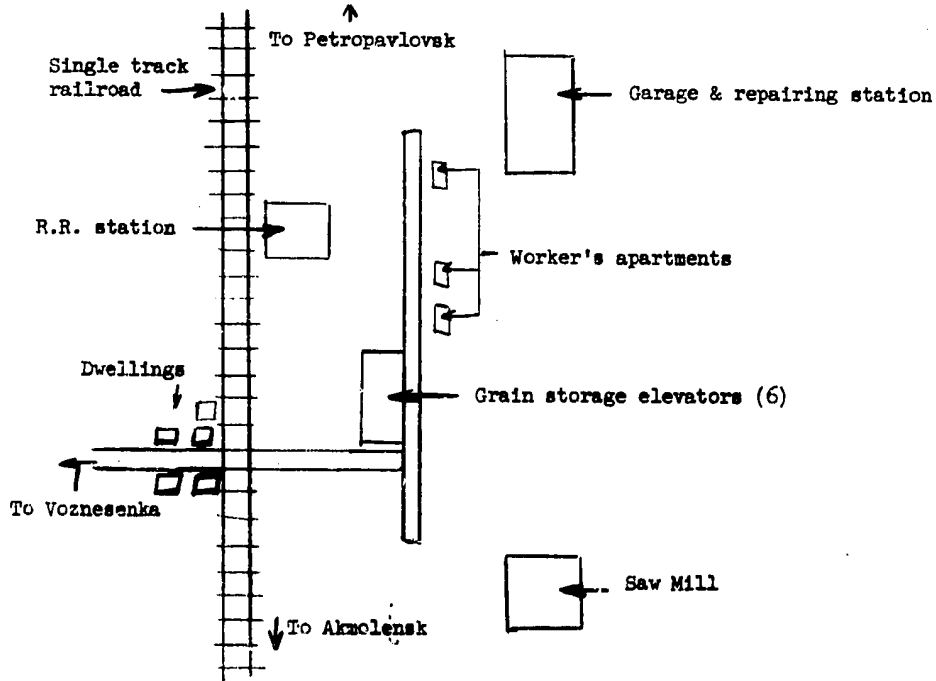 To Petropavlovsk
Single track
railroad
Garage & repairing station
R.R. station
Worker's apartments
Dwellings
Grain storage elevators (6)
To Voznesenka
Saw Mill
To Akmolensk